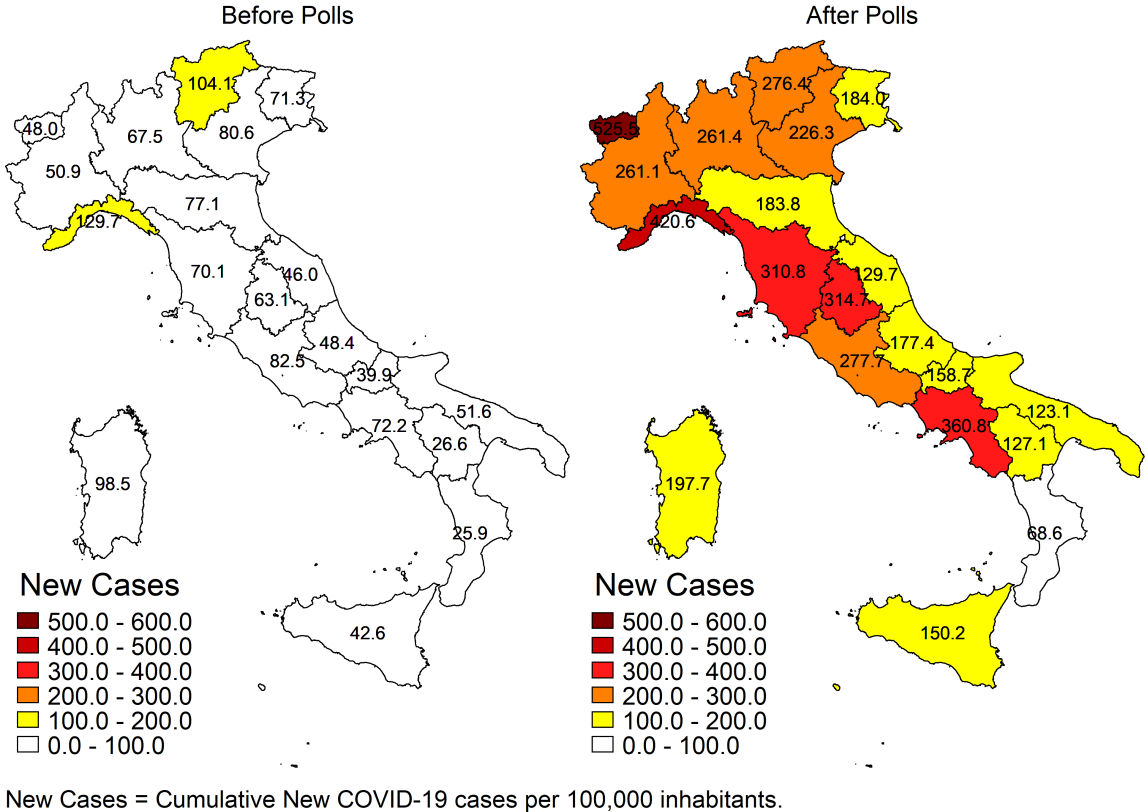 Before Polls
After Polls
104.1
71.3
48.0
67.5
80.6
50.9
77.1
129.7
70.1
46.0
63.1
48.4
82.5
39.9
51.6
72.2
26.6
98.5
25.9
42.6
276.4
184.0
525.5
261.4
226.3
261.1
183.8
420.6
310.8
129.7
314.7
177.4
277.7
158.7
123.1
360.8
127.1
197.7
68.6
150.2
New Cases
500.0 - 600.0
400.0 - 500.0
300.0 - 400.0
200.0 - 300.0
100.0 - 200.0
0.0 - 100.0
New Cases
500.0 - 600.0
400.0 - 500.0
300.0 - 400.0
200.0 - 300.0
100.0 - 200.0
0.0 - 100.0
New Cases = Cumulative New COVID-19 cases per 100,000 inhabitants.